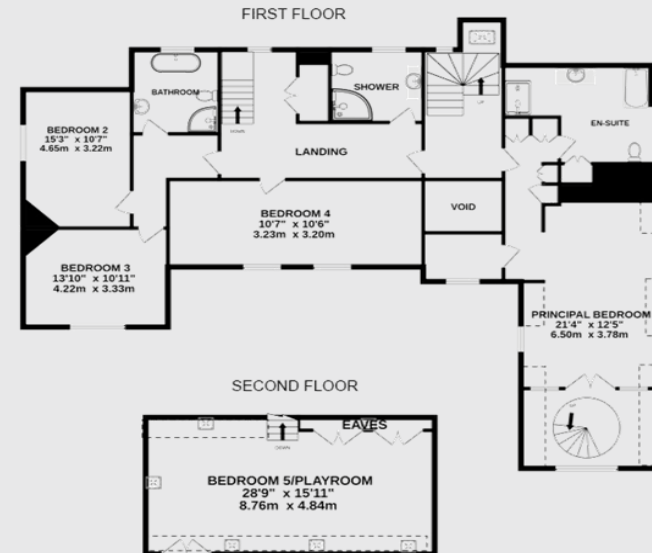 FIRST FLOOR
BATHROOM
SHOWER
BEDROOM 2
15'3" x 10'7"
4.65m x 3.22m
DOWN
UP
EN-SUITE
LANDING
BEDROOM 4
10'7" x 10'6"
3.23m x 3.20m
VOID
BEDROOM 3
13'10" x 10'11"
4.22m x 3.33m
PRINCIPAL BEDROOM
21'4" x 12'5"
6.50m x 3.78m
SECOND FLOOR
EAVES
DOWN
BEDROOM 5/PLAYROOM
28'9" x 15'11"
8.76m x 4.84m